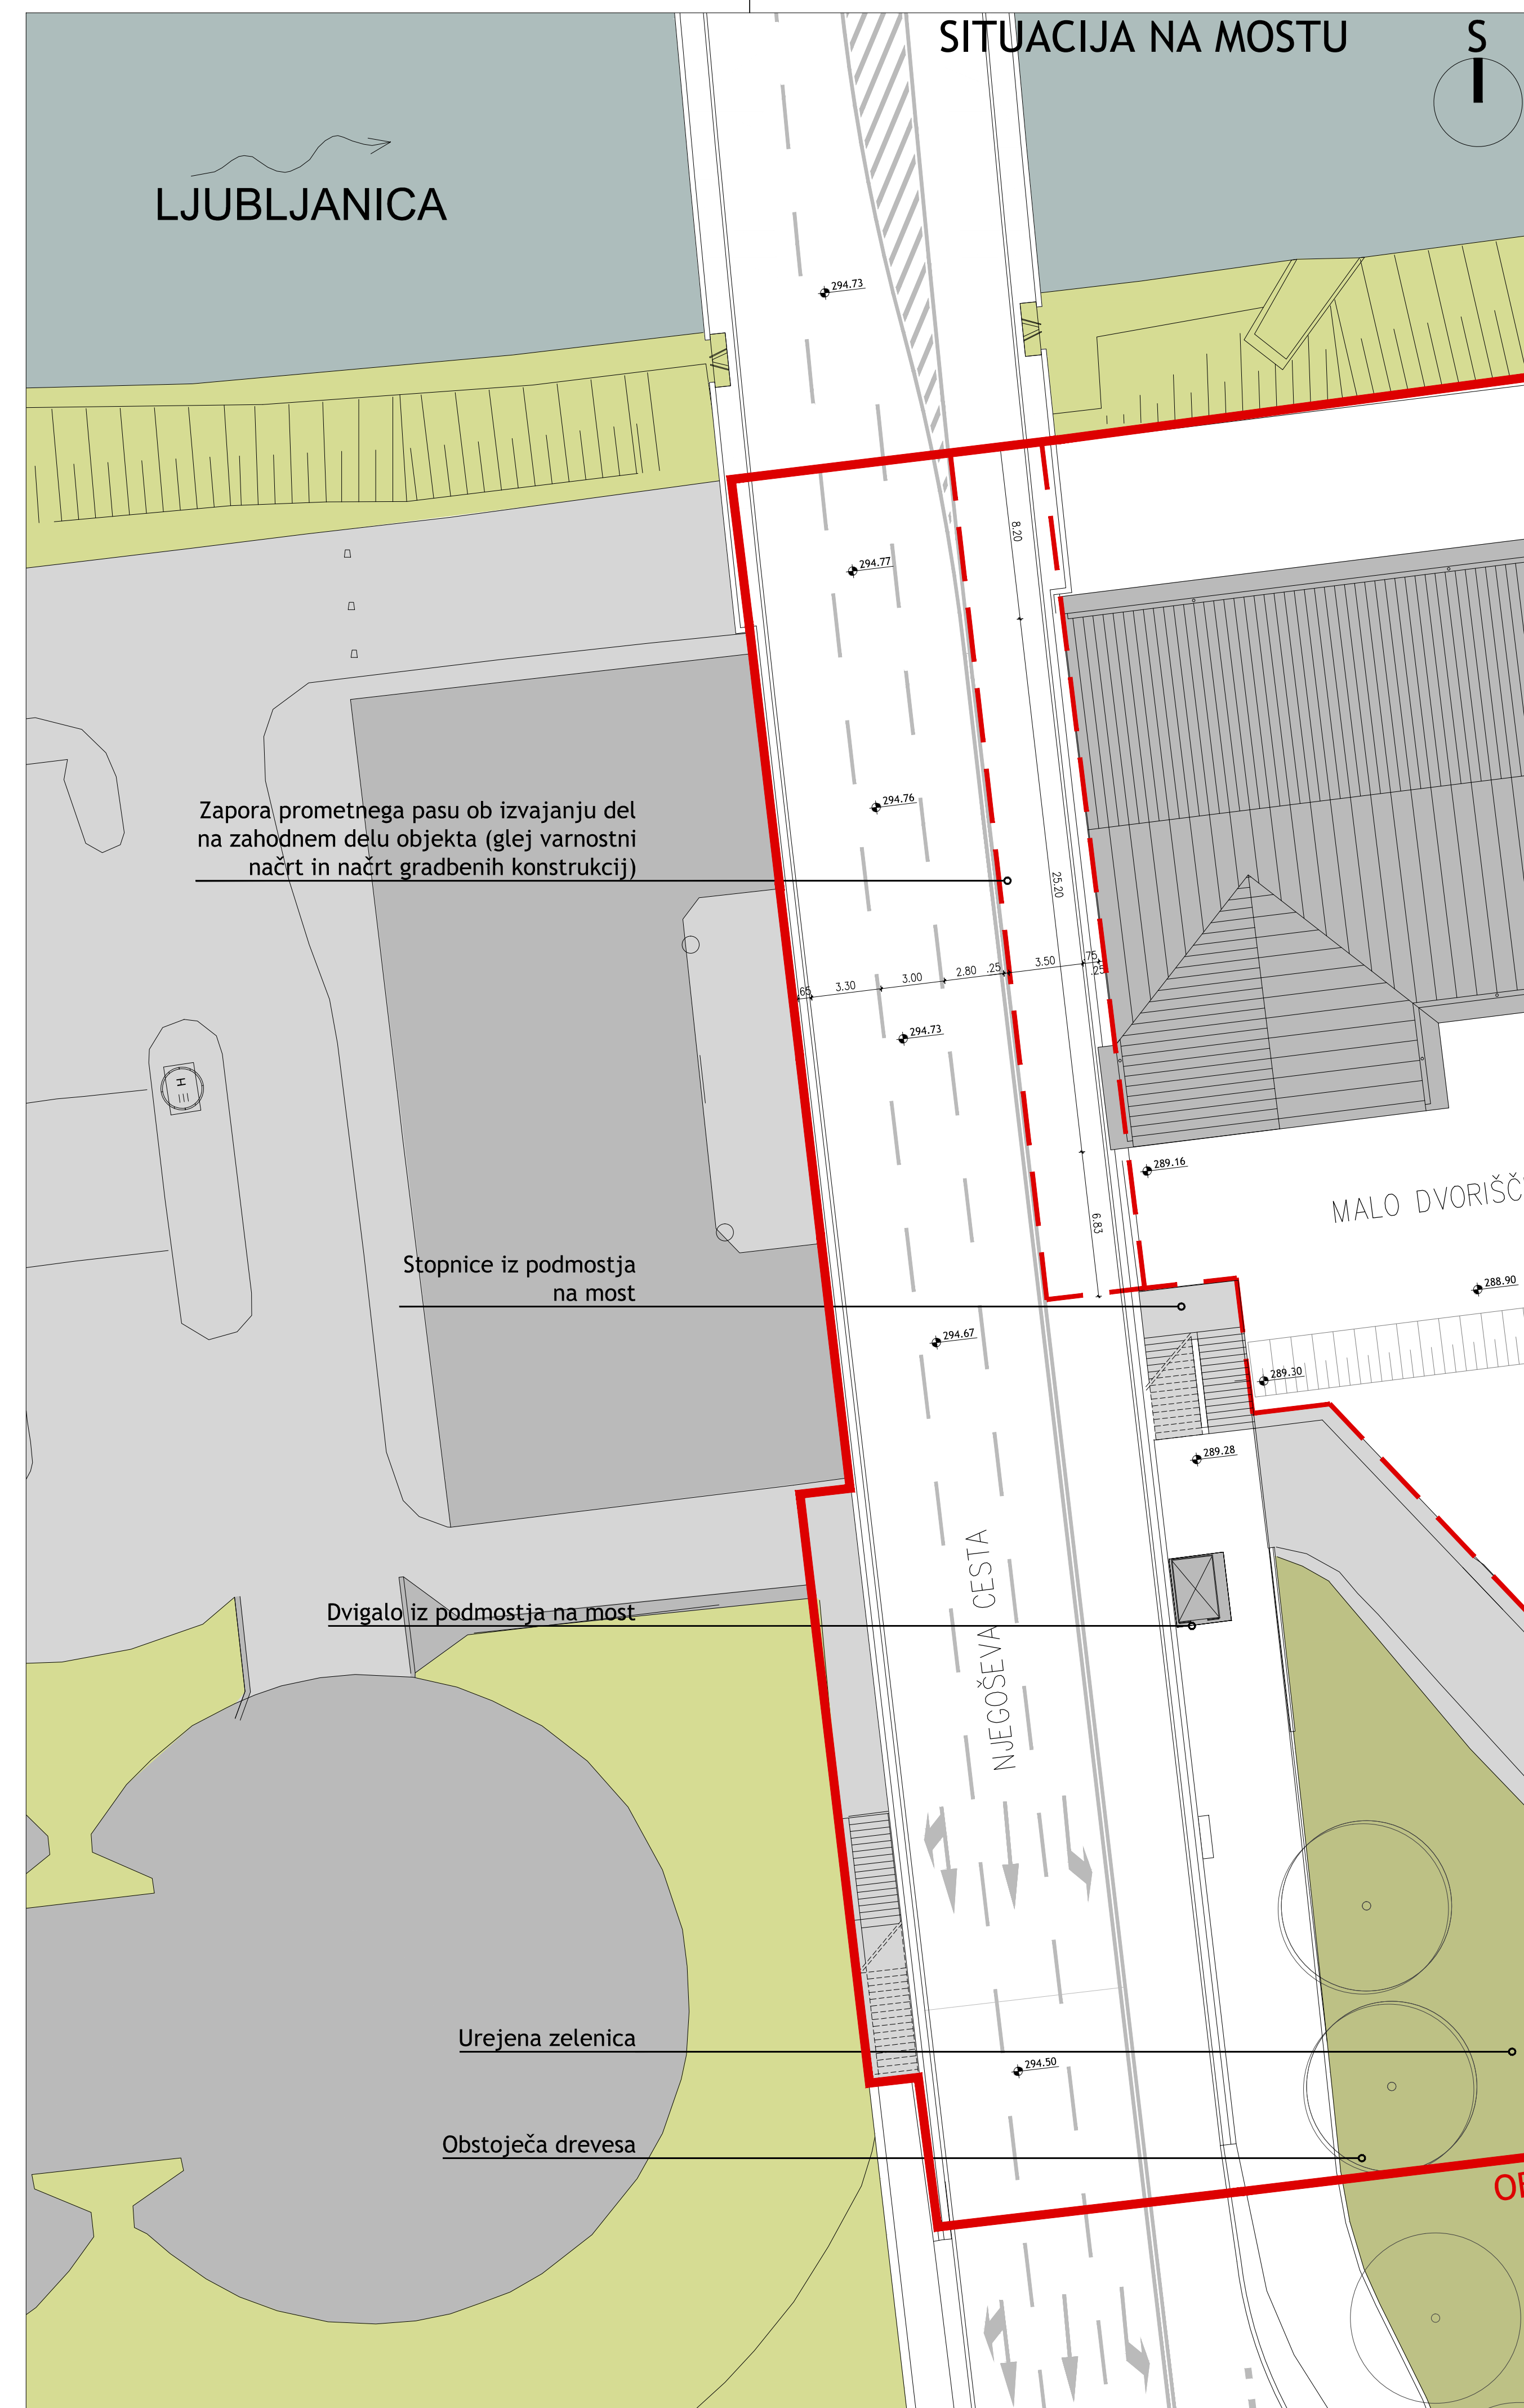 SITUACIJA NA MOSTU
S
LJUBLJANICA
294.73
8.20
294.77
Zapora prometnega pasu ob izvajanju del
na zahodnem delu objekta (glej varnostni
načrt in načrt gradbenih konstrukcij)
294.76
25.20
.65
3.30
3.00
2.80
.25
3.50
.75
.25
294.73
H
289.16
MALO DVORIŠČ
6.83
Stopnice iz podmostja
na most
288.90
294.67
289.30
289.28
NJEGOŠEVA CESTA
Dvigalo iz podmostja na most
Urejena zelenica
294.50
Obstoječa drevesa